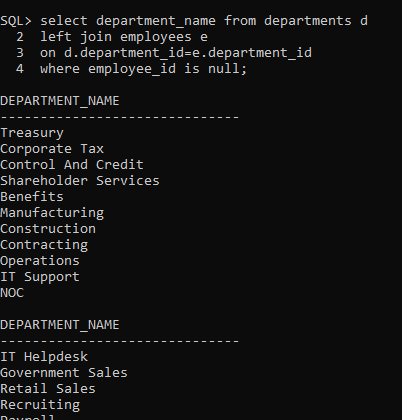 SQL> select department_name from departments d
2 left join employees e
3 on d.department_id=e.department_id
4 where employee_id is null;
DEPARTMENT_NAME
------------------------------
Treasury
Corporate Tax
Control And Credit
Shareholder Services
Benefits
Manufacturing
Construction
Contracting
Operations
IT Support
NOC
DEPARTMENT_NAME
------------------------------
IT Helpdesk
Government Sales
Retail Sales
Recruiting
Payroll